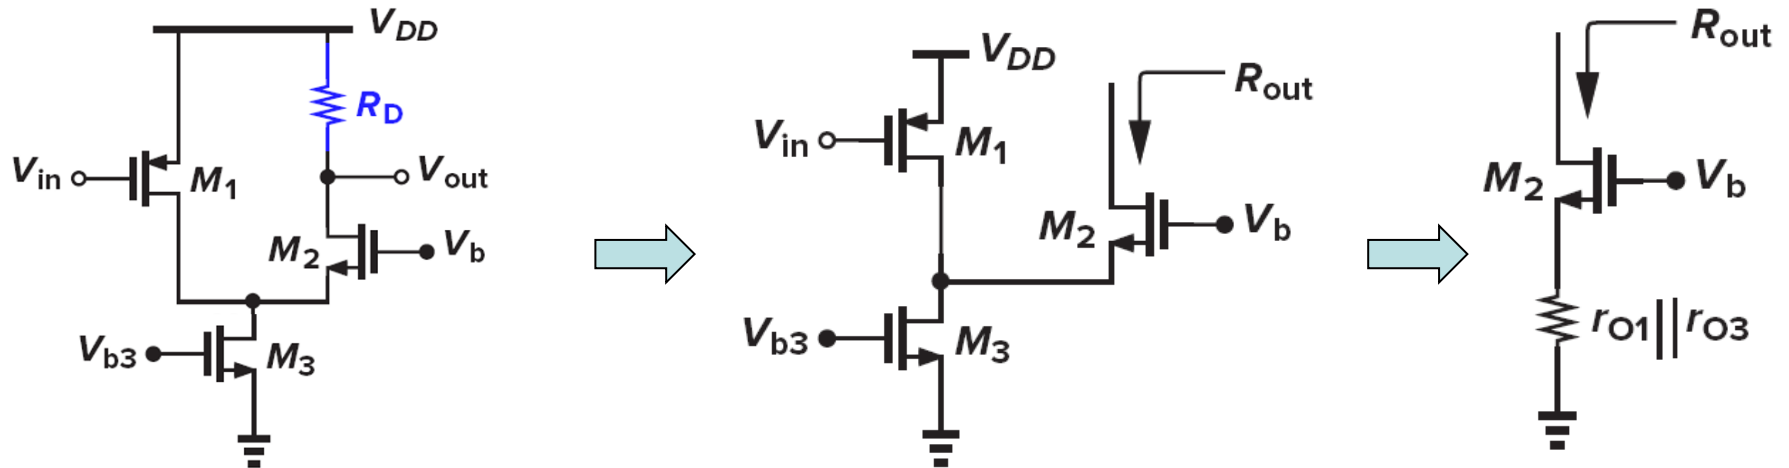 VDD
RD
Vin
M1
Vout
M2
Vb
Vb3
M3
VDD
Rout
Vin
M1
M2
Vb
Vb3
M3
Rout
M2
Vb
rO1||rO3